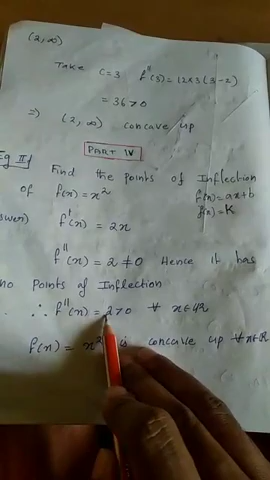 (2, ∞)
Take c=3 f''(3) = 12×3(3-2)
= 36 > 0
⇒ (2, ∞) concave up
PART IV
Eg II Find the points of Inflection
of f(x) = x² f(x) = ax+b
f(x) = K
swer) f'(x) = 2x
f''(x) = 2 ≠ 0 Hence it has
no points of Inflection
∴ f''(x) = 2 > 0 ∀ x∈R
f(x) = x² is concave up ∀ x∈R